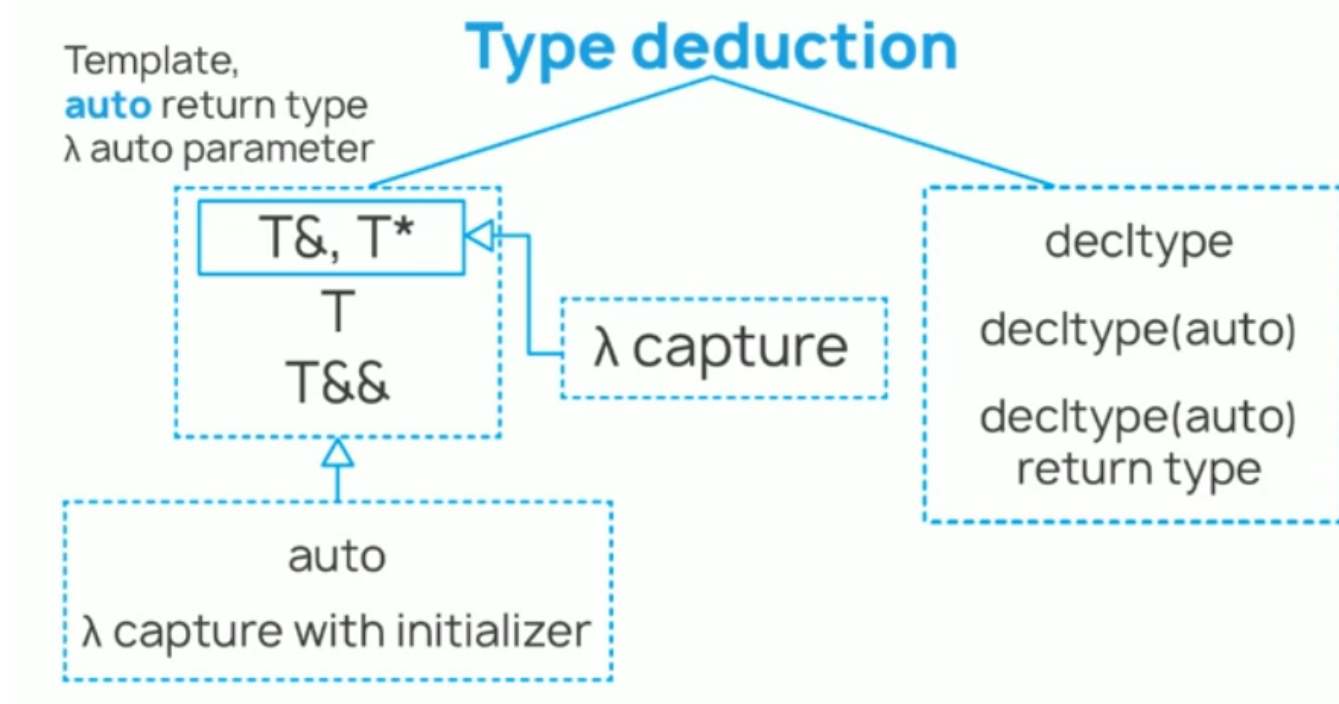 Type deduction
Template,
auto return type
λ auto parameter
T&, T*
T
T&&
λ capture
decltype
decltype(auto)
decltype(auto)
return type
auto
λ capture with initializer